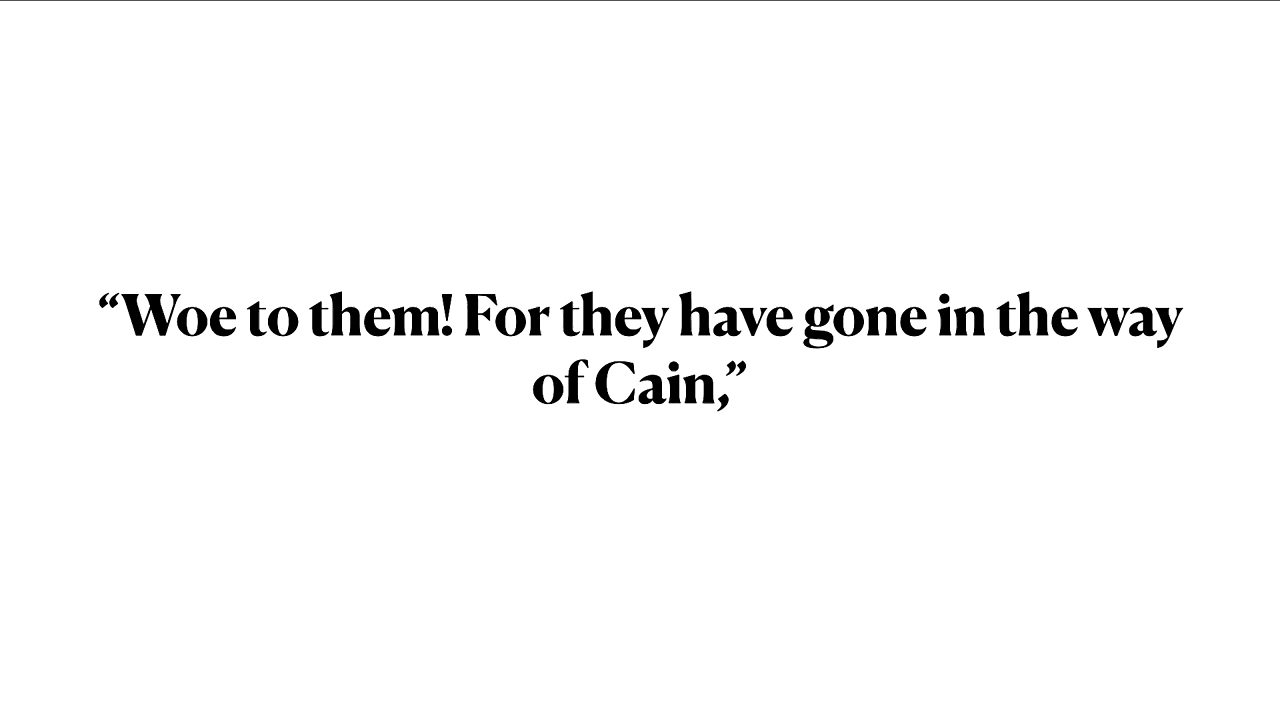 “Woe to them! For they have gone in the way
of Cain,”